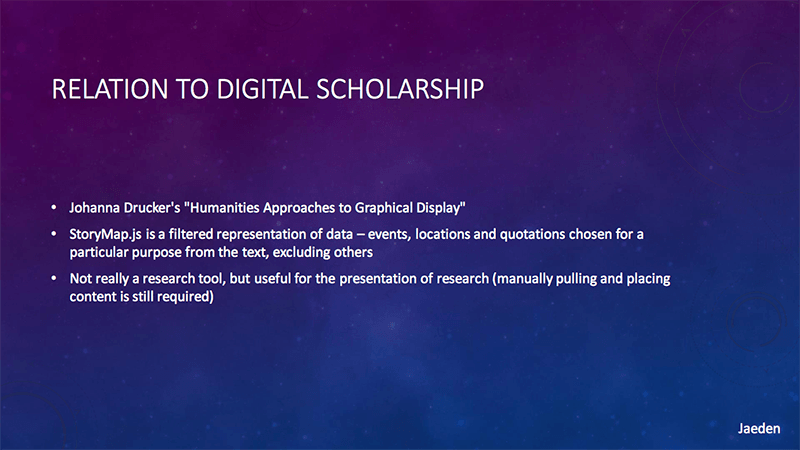 RELATION TO DIGITAL SCHOLARSHIP
• Johanna Drucker's "Humanities Approaches to Graphical Display"
• StoryMap.js is a filtered representation of data – events, locations and quotations chosen for a
particular purpose from the text, excluding others
• Not really a research tool, but useful for the presentation of research (manually pulling and placing
content is still required)
Jaeden